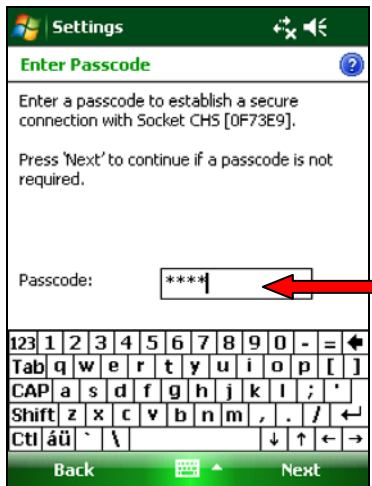 Settings
Enter Passcode
Enter a passcode to establish a secure
connection with Socket CHS [0F73E9].
Press 'Next' to continue if a passcode is not
required.
Passcode: ****
123 1 2 3 4 5 6 7 8 9 0 - =
Tab q w e r t y u i o p [ ]
CAP a s d f g h j k l ; '
Shift z x c v b n m , . /
Ctl áü ` \
Back Next